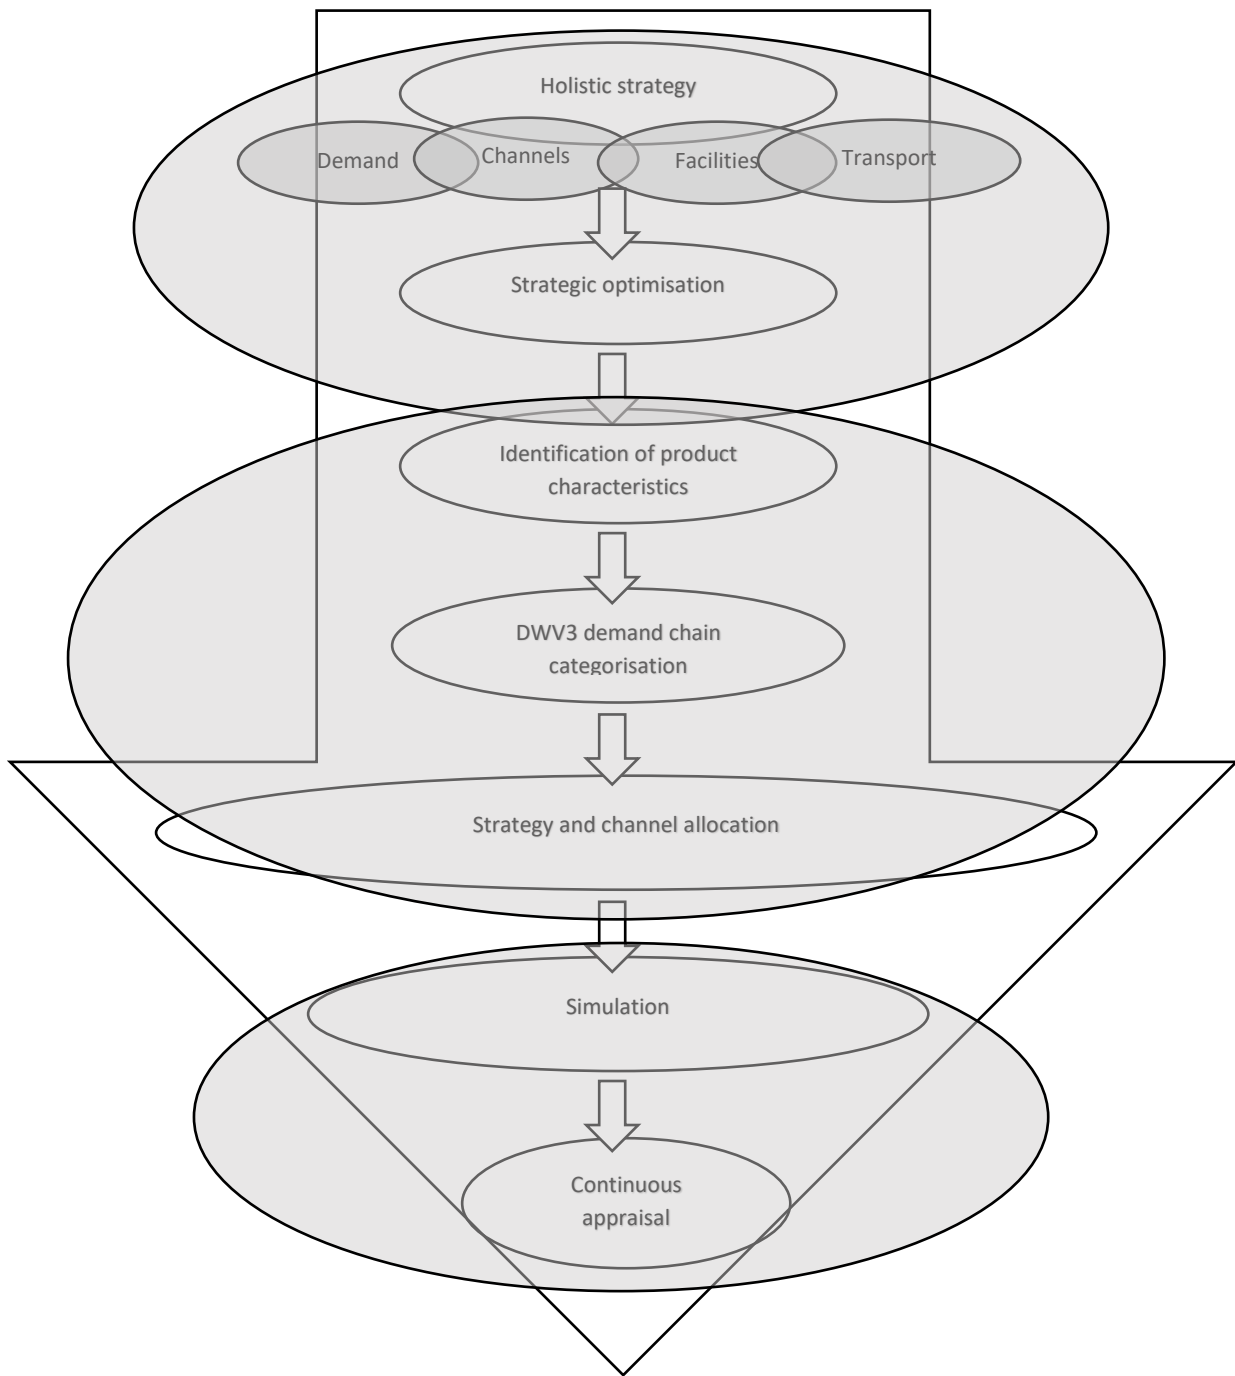 Holistic strategy
Demand
Channels
Facilities
Transport
Strategic optimisation
Identification of product
characteristics
DWV3 demand chain
categorisation
Strategy and channel allocation
Simulation
Continuous
appraisal